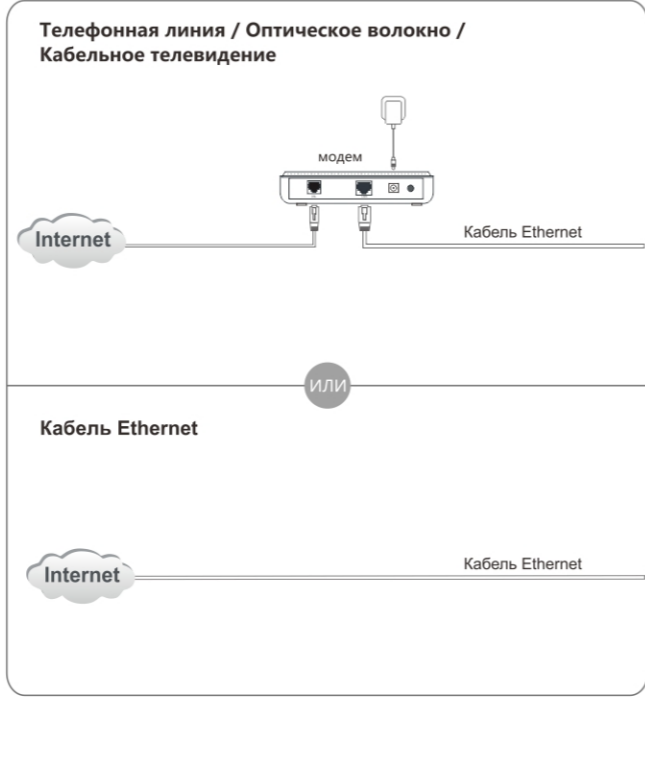 Телефонная линия / Оптическое волокно /
Кабельное телевидение
модем
Internet
Кабель Ethernet
ИЛИ
Кабель Ethernet
Кабель Ethernet
Internet